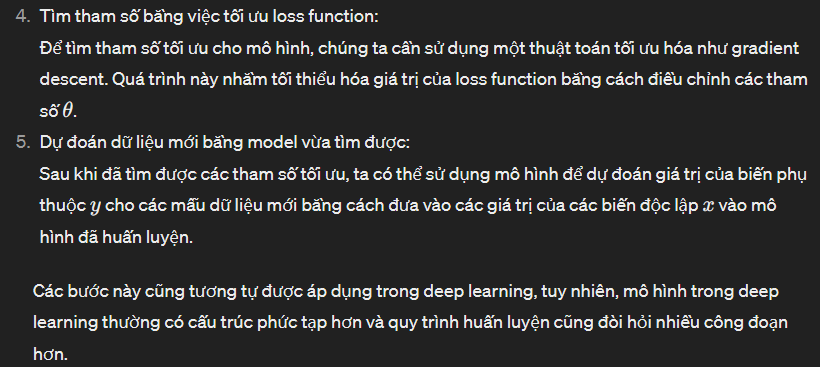 4. Tìm tham số bằng việc tối ưu loss function:
Để tìm tham số tối ưu cho mô hình, chúng ta cần sử dụng một thuật toán tối ưu hóa như gradient
descent. Quá trình này nhằm tối thiểu hóa giá trị của loss function bằng cách điều chỉnh các tham
số θ.
5. Dự đoán dữ liệu mới bằng model vừa tìm được:
Sau khi đã tìm được các tham số tối ưu, ta có thể sử dụng mô hình để dự đoán giá trị của biến phụ
thuộc y cho các mẫu dữ liệu mới bằng cách đưa vào các giá trị của các biến độc lập x vào mô
hình đã huấn luyện.
Các bước này cũng tương tự được áp dụng trong deep learning, tuy nhiên, mô hình trong deep
learning thường có cấu trúc phức tạp hơn và quy trình huấn luyện cũng đòi hỏi nhiều công đoạn
hơn.